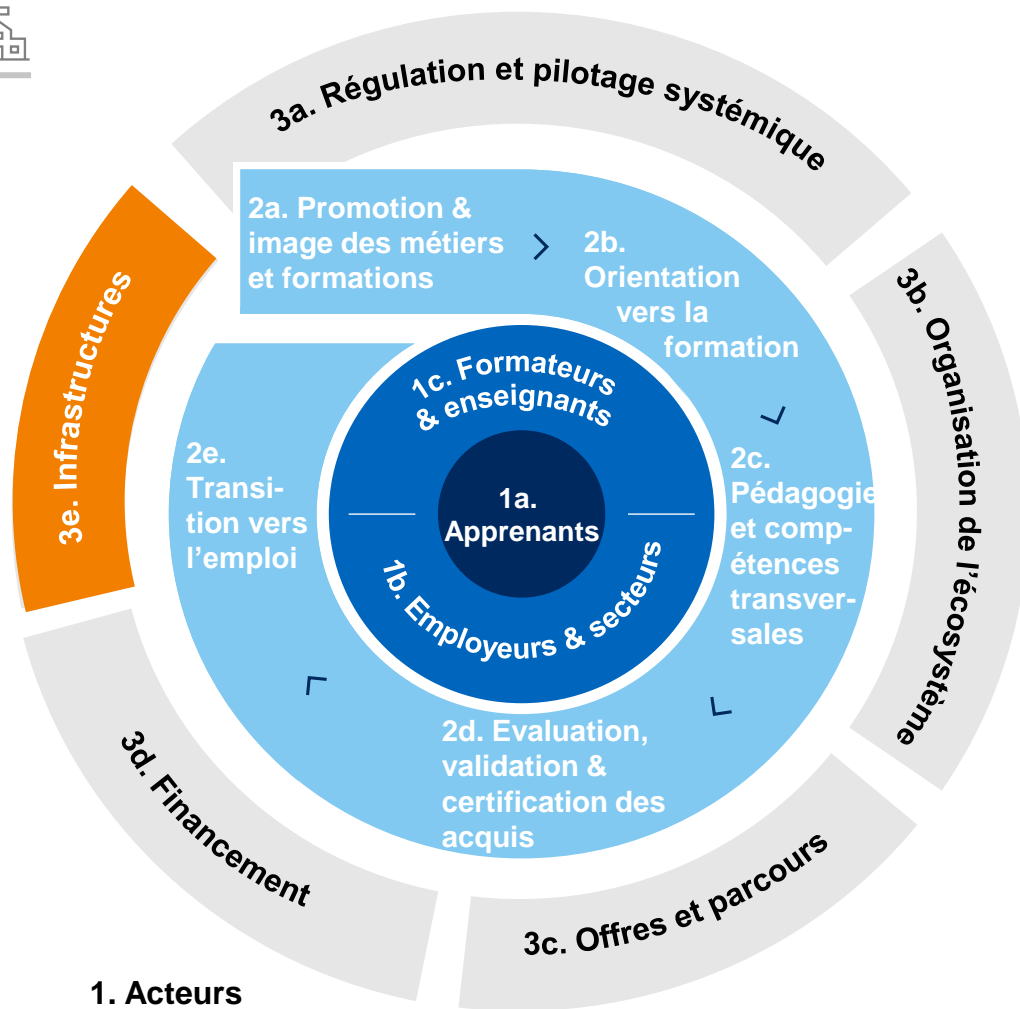 3a. Régulation et pilotage systémique
2a. Promotion &
image des métiers
et formations
2b.
Orientation
vers la
formation
3b. Organisation de l’écosystème
3e. Infrastructures
1c. Formateurs
& enseignants
2e.
Transi-
tion vers
l’emploi
1a.
Apprenants
2c.
Pédagogie
et comp-
étences
transver-
sales
1b. Employeurs & secteurs
2d. Evaluation,
validation &
certification des
acquis
3d. Financement
3c. Offres et parcours
1. Acteurs